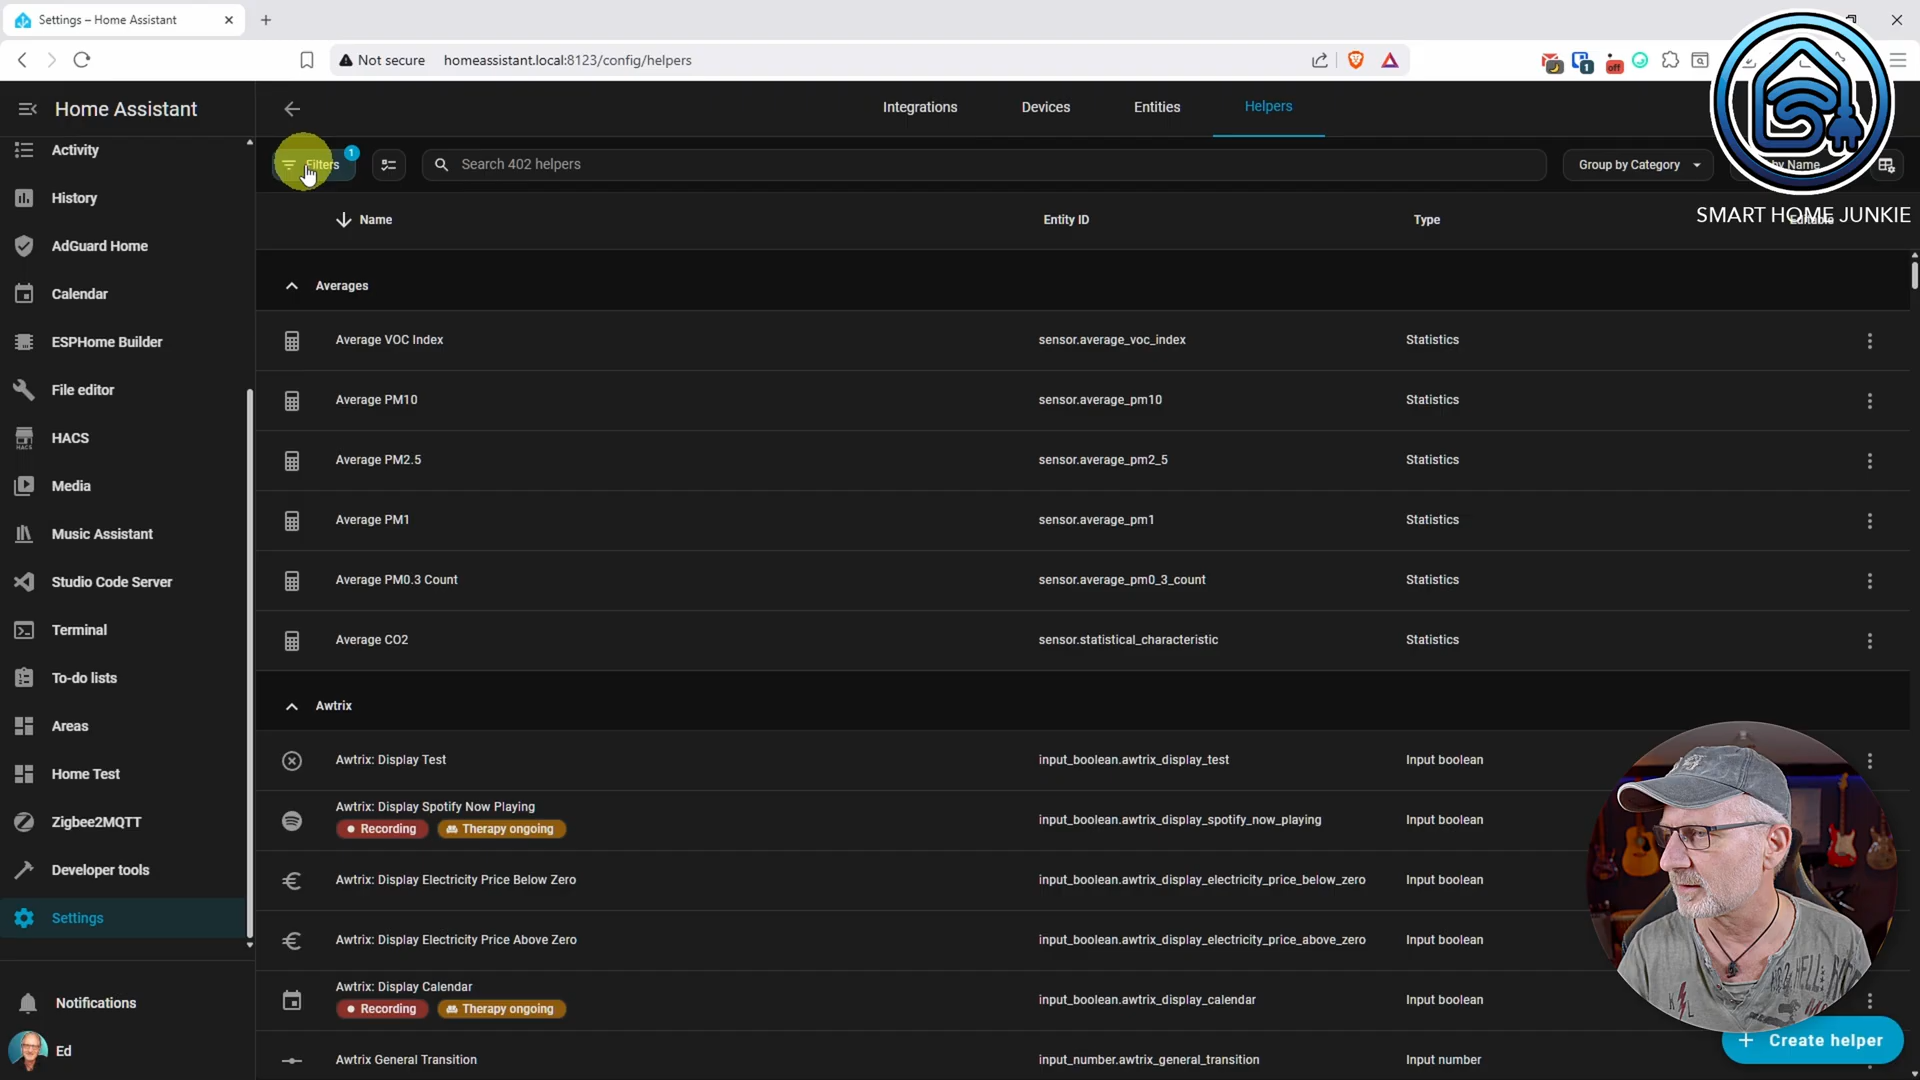 Settings – Home Assistant
Not secure homeassistant.local:8123/config/helpers
1
off
Home Assistant
Integrations
Devices
Entities
Helpers
Activity
Filters
1
Search 402 helpers
Group by Category
by Name
SMART HOME JUNKIE
History
Name
Entity ID
Type
Editable
AdGuard Home
Calendar
Averages
ESPHome Builder
Average VOC Index
sensor.average_voc_index
Statistics
File editor
Average PM10
sensor.average_pm10
Statistics
HACS
HACS
Average PM2.5
sensor.average_pm2_5
Statistics
Media
Average PM1
sensor.average_pm1
Statistics
Music Assistant
Studio Code Server
Average PM0.3 Count
sensor.average_pm0_3_count
Statistics
Terminal
Average CO2
sensor.statistical_characteristic
Statistics
To-do lists
Areas
Awtrix
Home Test
Awtrix: Display Test
input_boolean.awtrix_display_test
Input boolean
Zigbee2MQTT
Awtrix: Display Spotify Now Playing
Recording
Therapy ongoing
input_boolean.awtrix_display_spotify_now_playing
Input boolean
Developer tools
Awtrix: Display Electricity Price Below Zero
input_boolean.awtrix_display_electricity_price_below_zero
Input boolean
Settings
Awtrix: Display Electricity Price Above Zero
input_boolean.awtrix_display_electricity_price_above_zero
Input boolean
Notifications
Awtrix: Display Calendar
Recording
Therapy ongoing
input_boolean.awtrix_display_calendar
Input boolean
Ed
Awtrix General Transition
input_number.awtrix_general_transition
Input number
Create helper